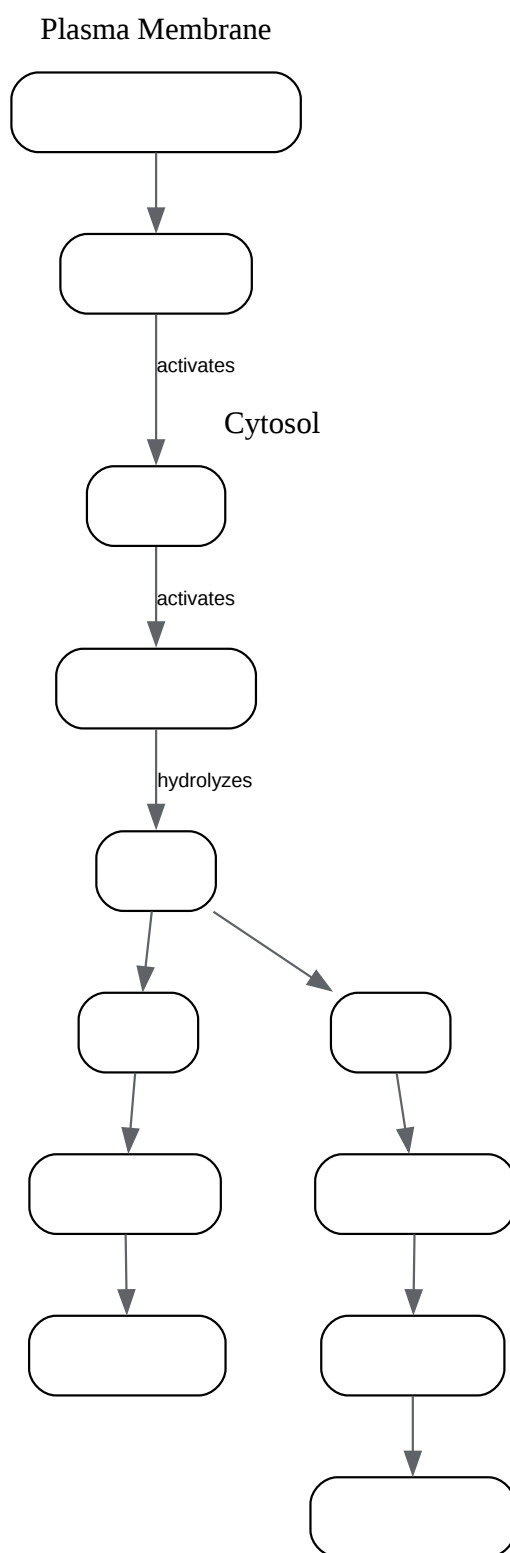 Plasma Membrane
activates
Cytosol
activates
hydrolyzes